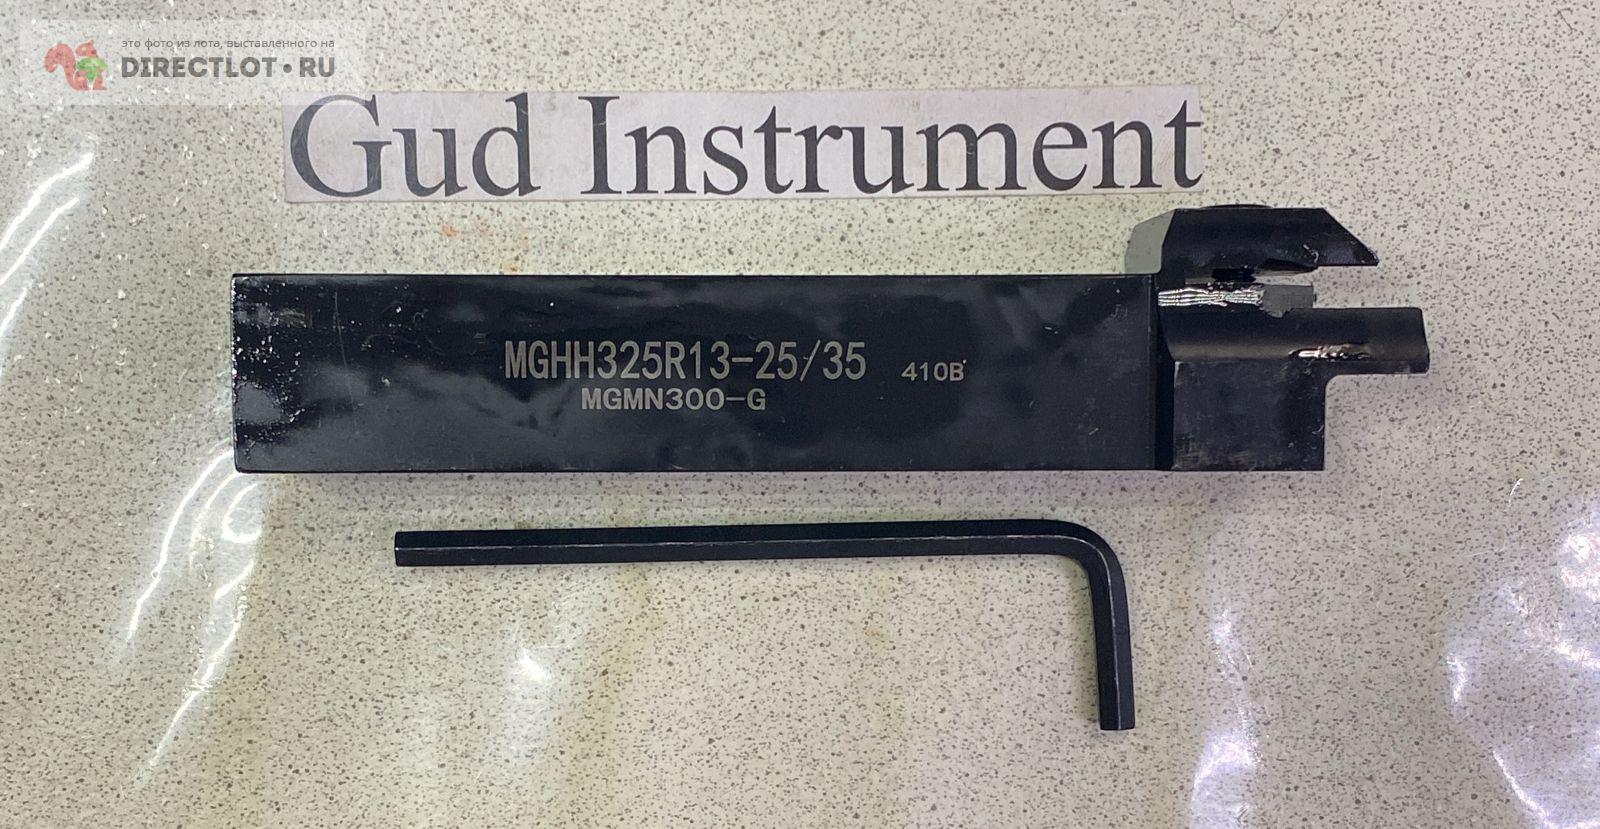 это фото из лота, выставленного на
DIRECTLOT•RU
Gud Instrument
MGHH325R13-25/35 410B
MGMN300-G